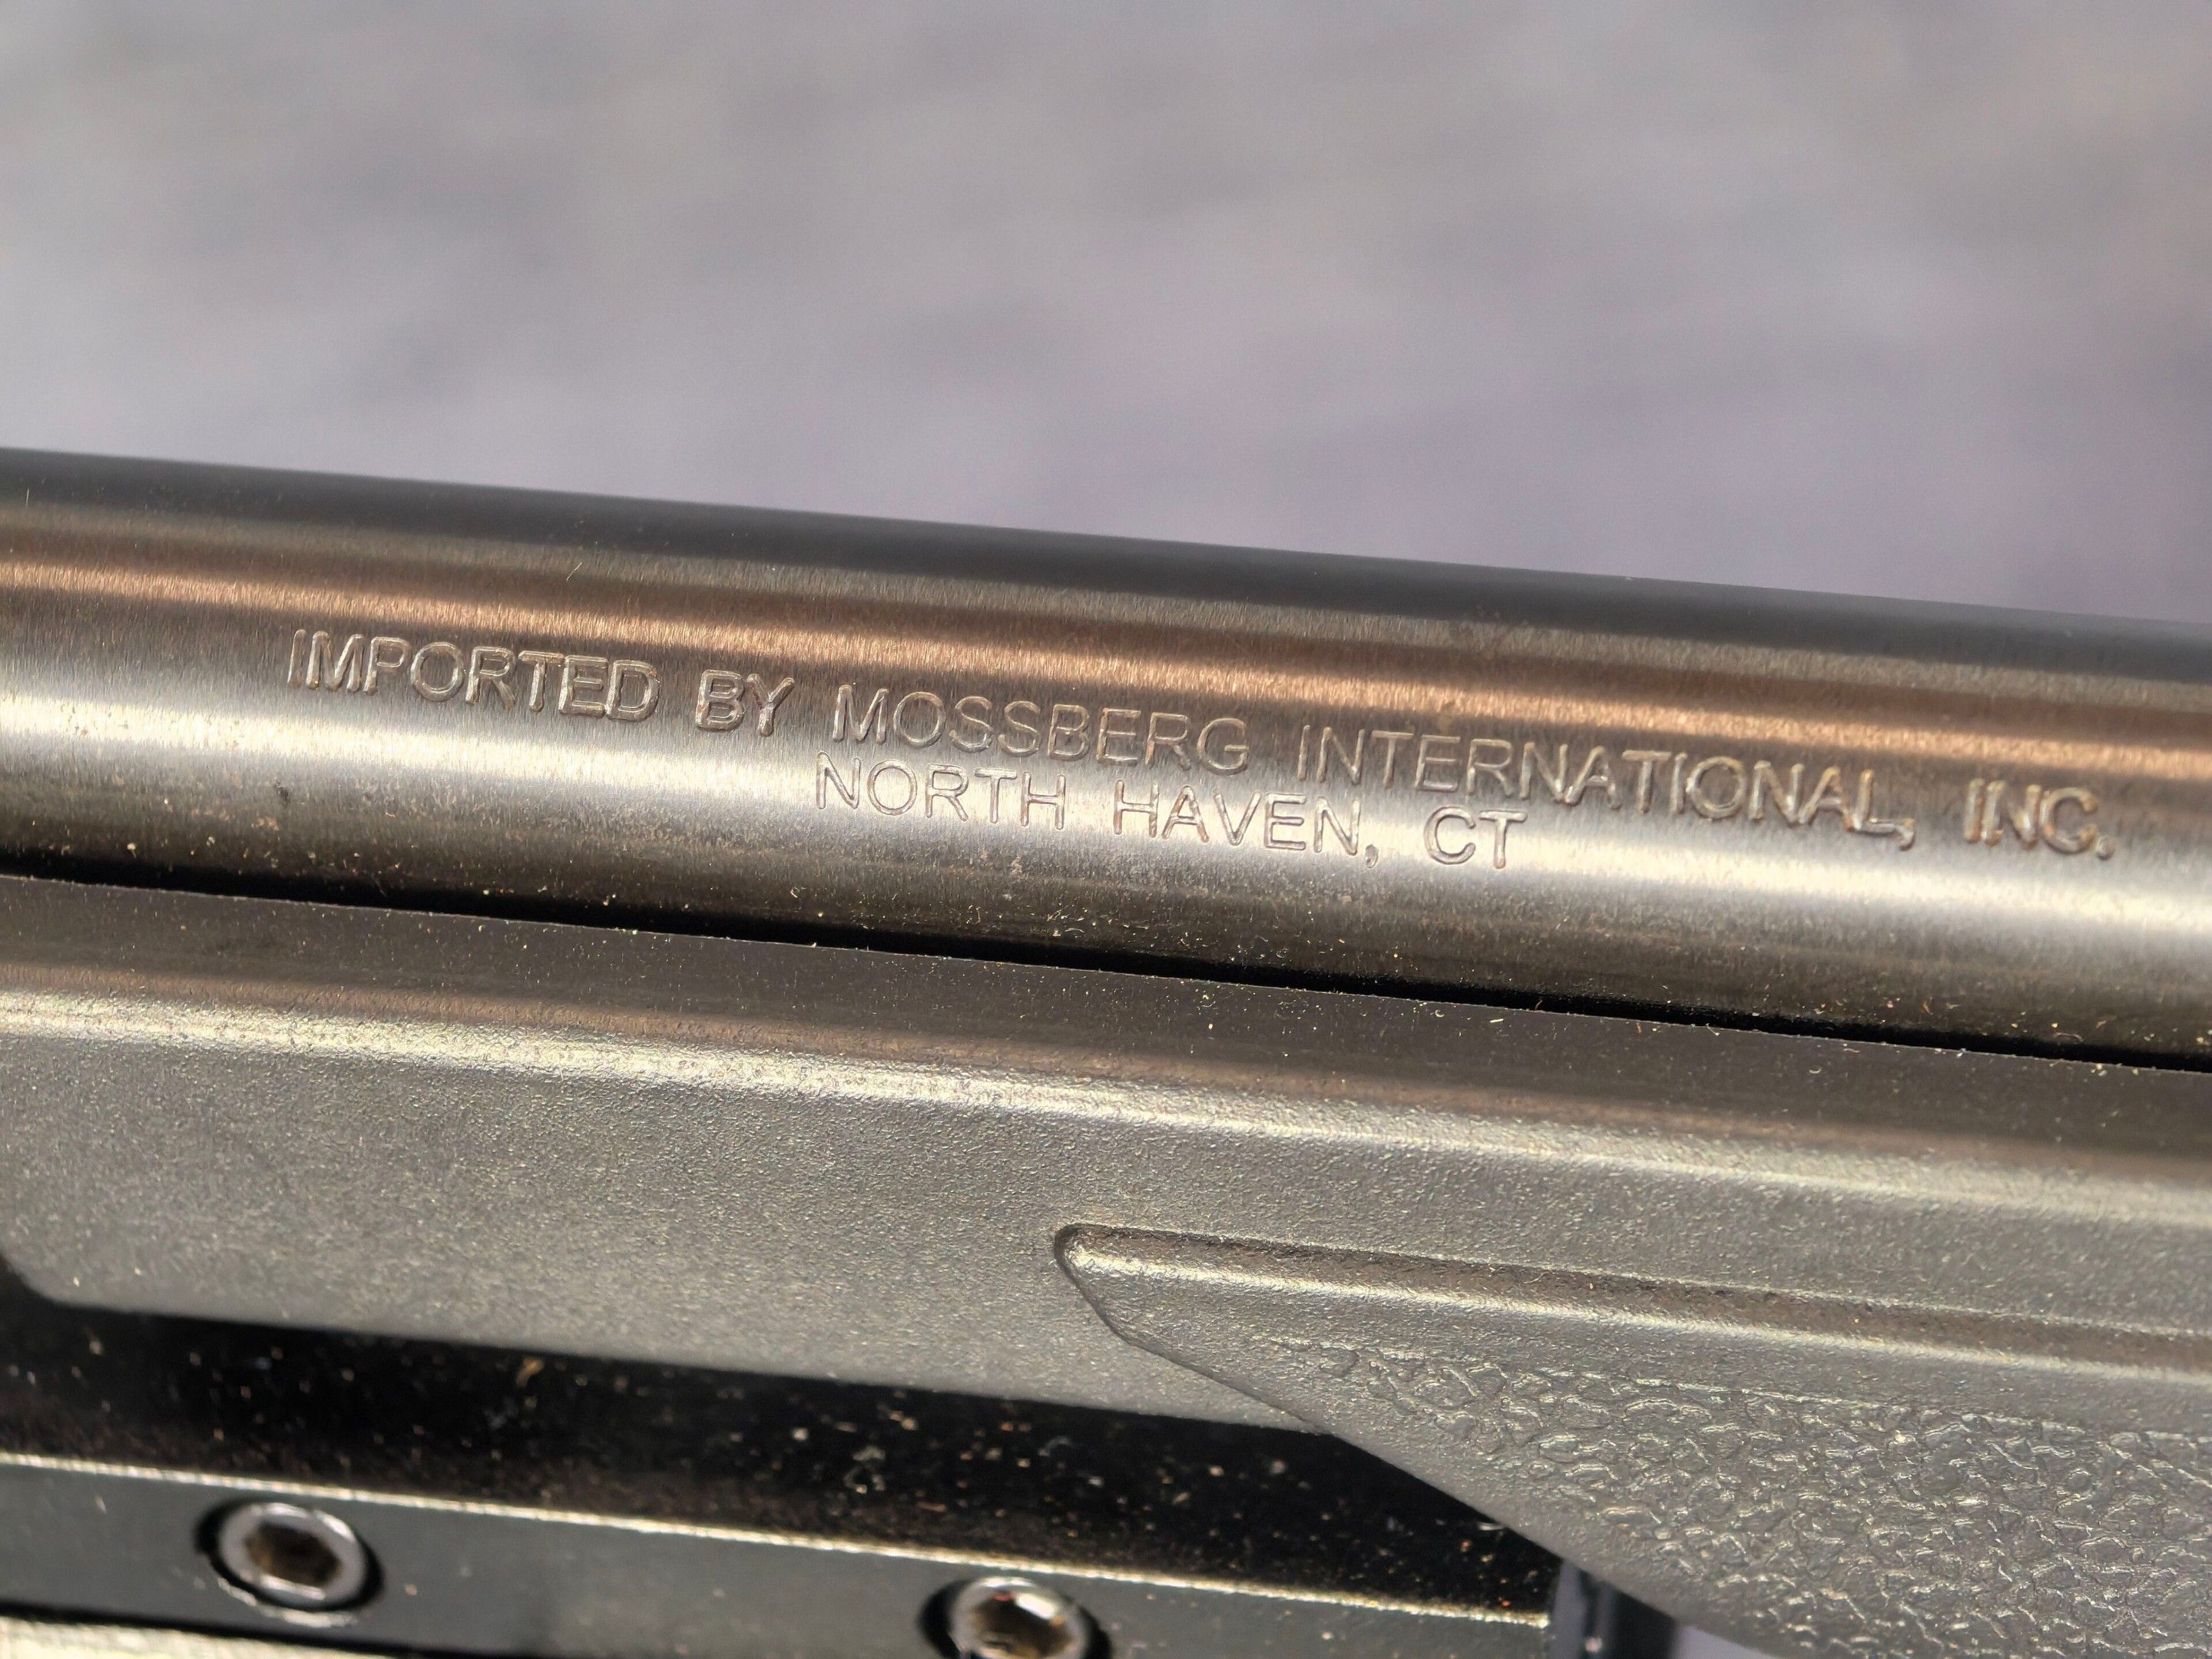 IMPORTED BY MOSSBERG INTERNATIONAL, INC.
NORTH HAVEN, CT